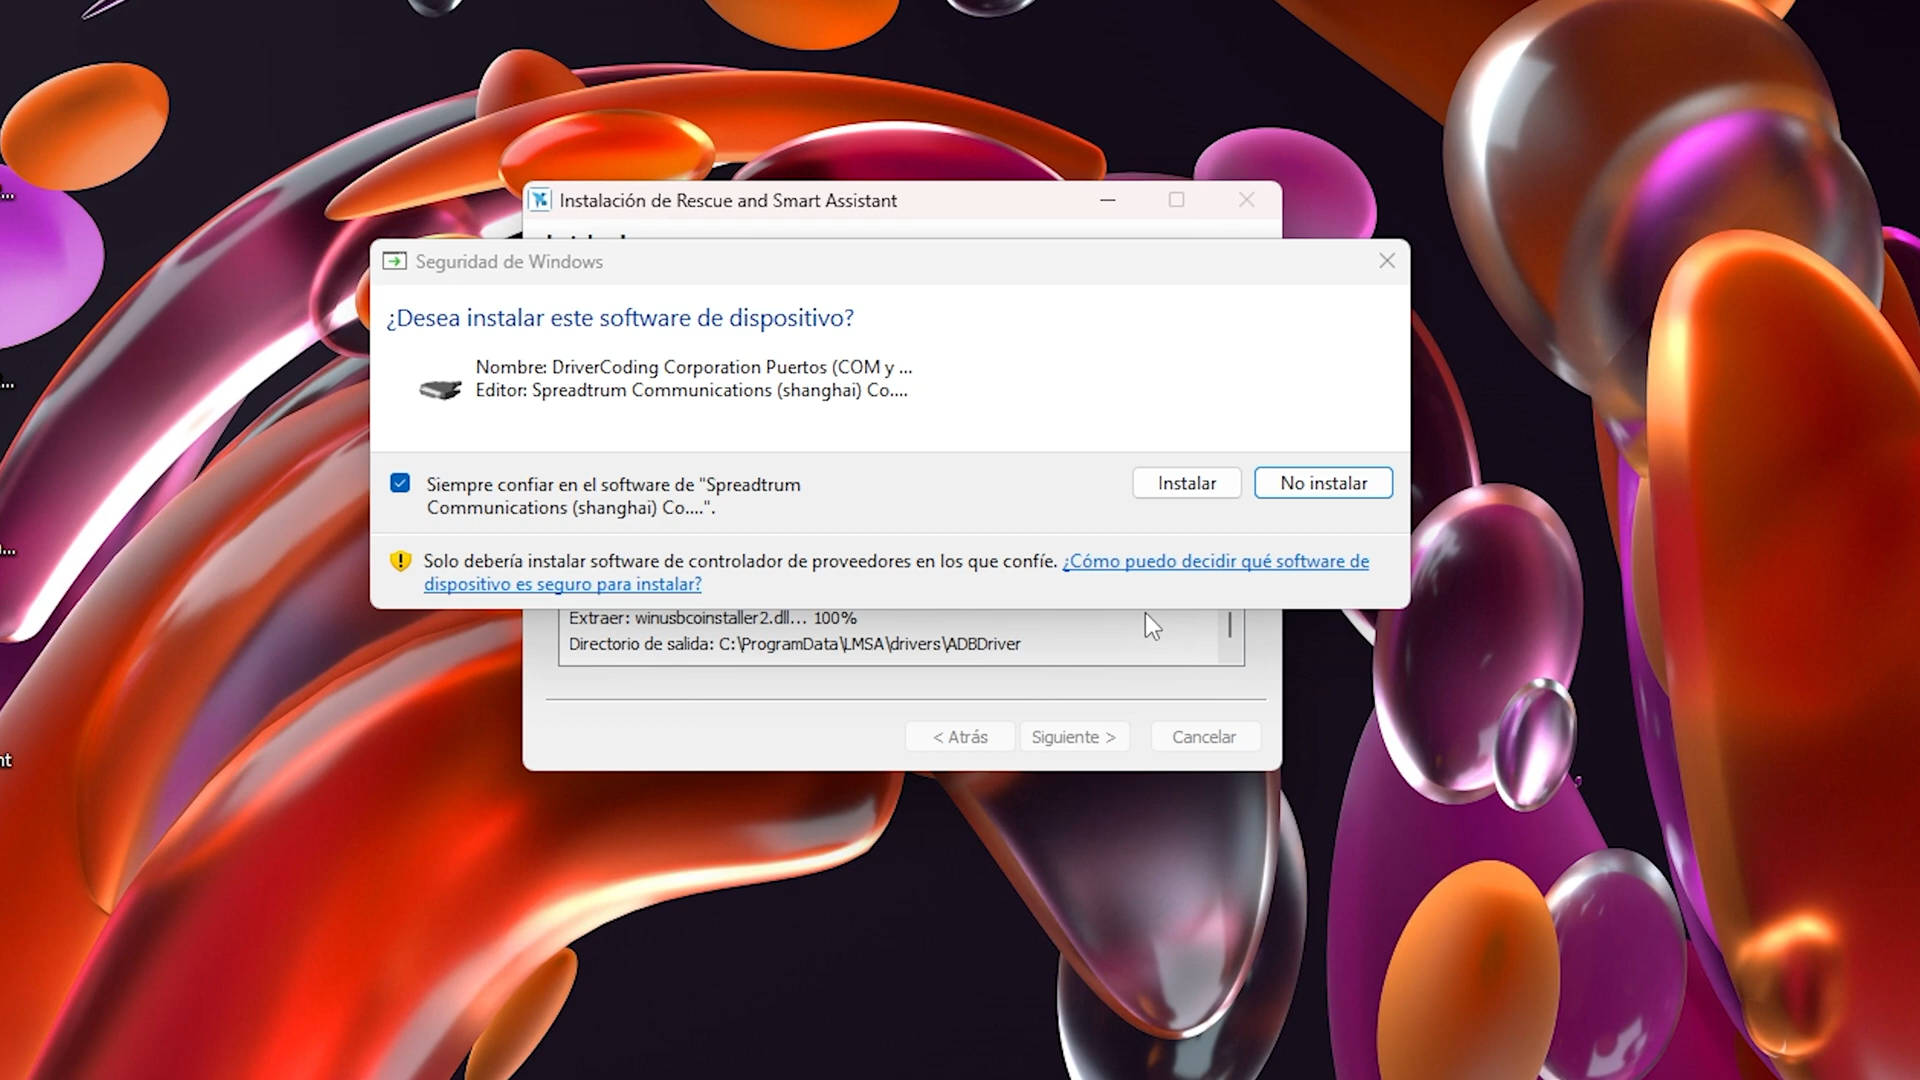 Instalación de Rescue and Smart Assistant
Seguridad de Windows
¿Desea instalar este software de dispositivo?
Nombre: DriverCoding Corporation Puertos (COM y ...
Editor: Spreadtrum Communications (shanghai) Co....
Siempre confiar en el software de "Spreadtrum
Communications (shanghai) Co....".
Instalar
No instalar
Solo debería instalar software de controlador de proveedores en los que confíe. ¿Cómo puedo decidir qué software de
dispositivo es seguro para instalar?
Extraer: winusbcoinstaller2.dll... 100%
Directorio de salida: C:\ProgramData\LMSA\drivers\ADBDriver
< Atrás
Siguiente >
Cancelar